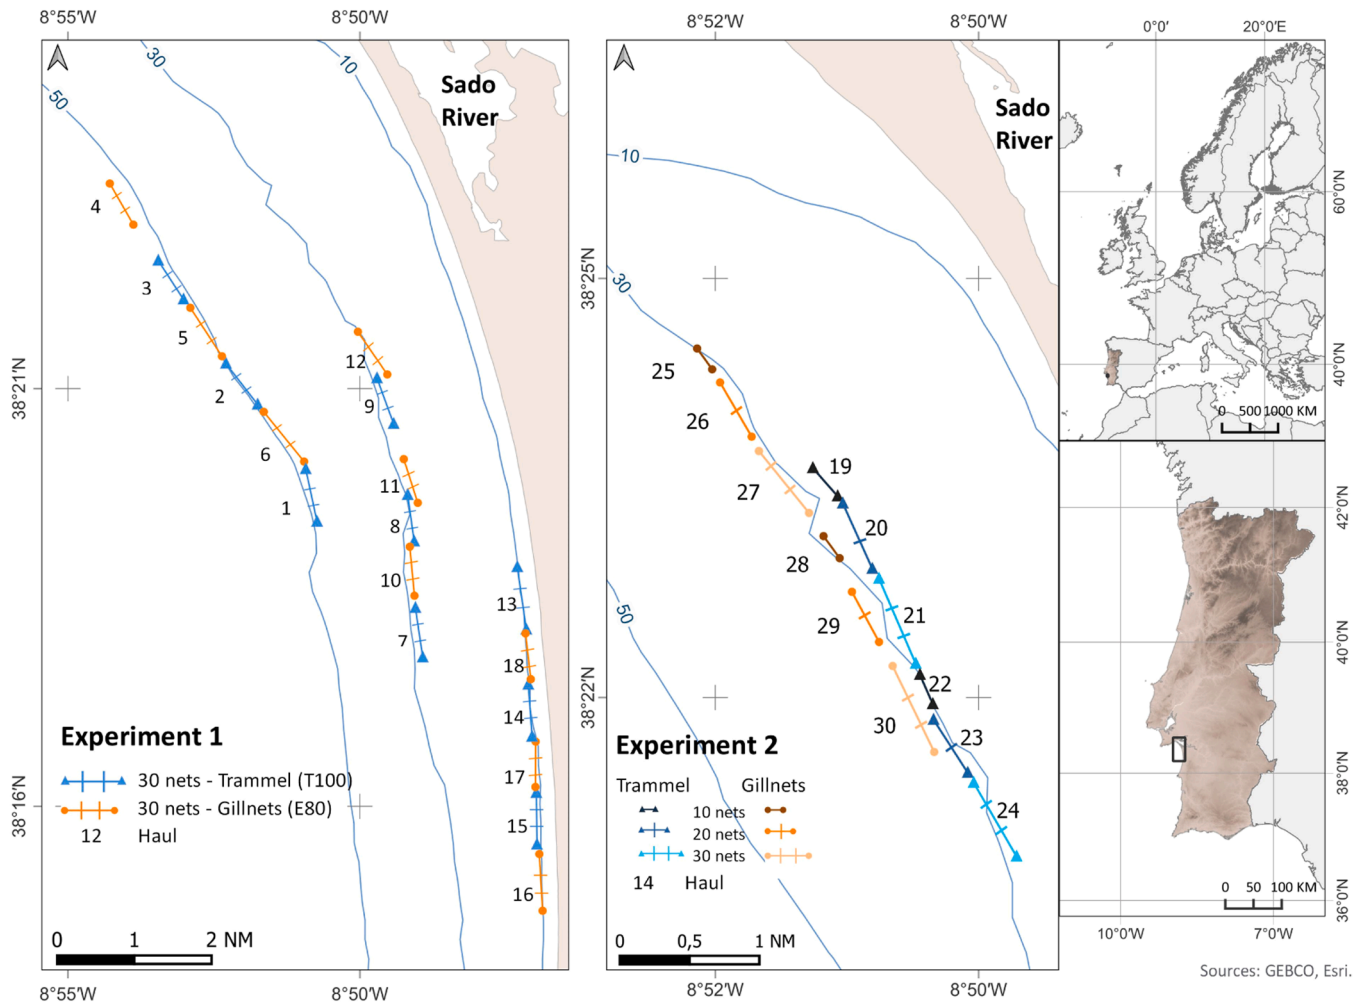 8°55'W
8°50'W
8°52'W
8°50'W
0°0'
20°0'E
30
10
50
Sado
River
4
3
5
2
6
1
12
9
11
8
10
7
13
18
14
17
15
16
38°21'N
38°16'N
Experiment 1
30 nets - Trammel (T100)
30 nets - Gillnets (E80)
12 Haul
0 1 2 NM
8°55'W
8°50'W
Sado
River
10
30
50
38°25'N
38°22'N
25
26
27
28
29
30
19
20
21
22
23
24
Experiment 2
Trammel Gillnets
10 nets
20 nets
30 nets
14 Haul
0 0,5 1 NM
8°52'W
8°50'W
60°0'N
40°0'N
0 500 1000 KM
42°0'N
40°0'N
38°0'N
36°0'N
0 50 100 KM
10°0'W
7°0'W
Sources: GEBCO, Esri.